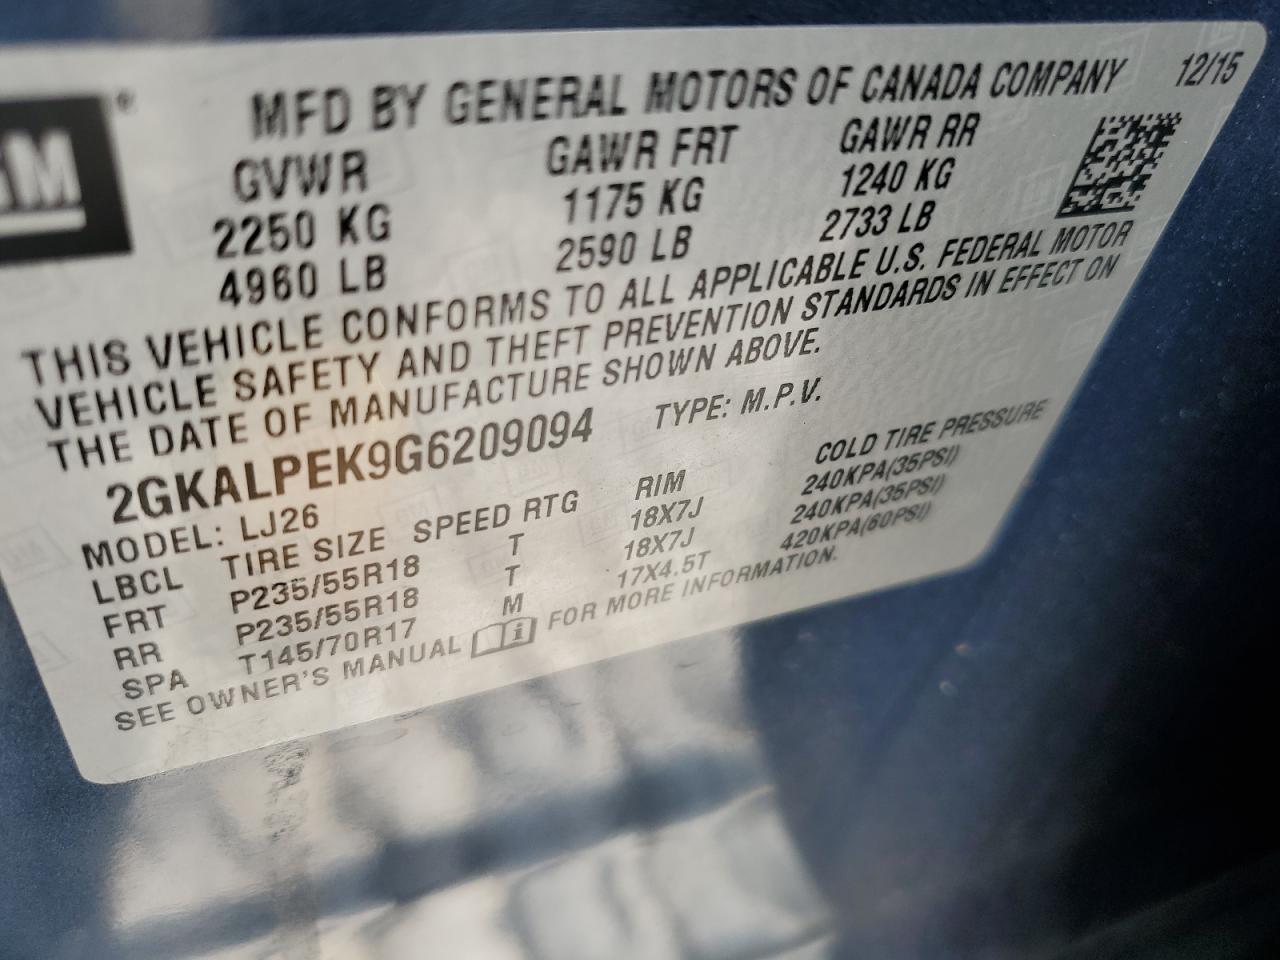 GM
MFD BY GENERAL MOTORS OF CANADA COMPANY 12/15
GVWR GAWR FRT GAWR RR
2250 KG 1175 KG 1240 KG
4960 LB 2590 LB 2733 LB
THIS VEHICLE CONFORMS TO ALL APPLICABLE U.S. FEDERAL MOTOR
VEHICLE SAFETY AND THEFT PREVENTION STANDARDS IN EFFECT ON
THE DATE OF MANUFACTURE SHOWN ABOVE.
2GKALPEK9G6209094 TYPE: M.P.V.
MODEL: LJ26
LBCL TIRE SIZE SPEED RTG RIM COLD TIRE PRESSURE
FRT P235/55R18 T 18X7J 240KPA(35PSI)
RR P235/55R18 T 18X7J 240KPA(35PSI)
SPA T145/70R17 M 17X4.5T 420KPA(60PSI)
SEE OWNER'S MANUAL FOR MORE INFORMATION.